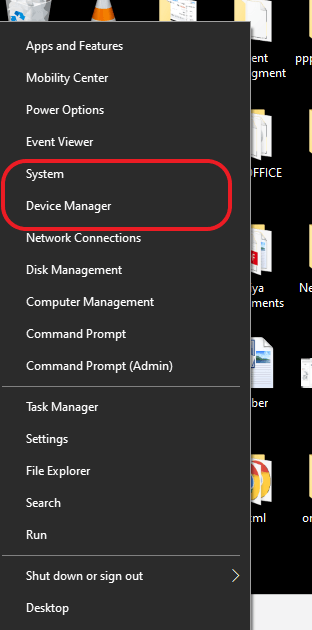 Apps and Features
Mobility Center
Power Options
Event Viewer
System
Device Manager
Network Connections
Disk Management
Computer Management
Command Prompt
Command Prompt (Admin)
Task Manager
Settings
File Explorer
Search
Run
Shut down or sign out
Desktop
ent
gment
ppp
OFFICE
ya
ments
Ne
ber
ml
or